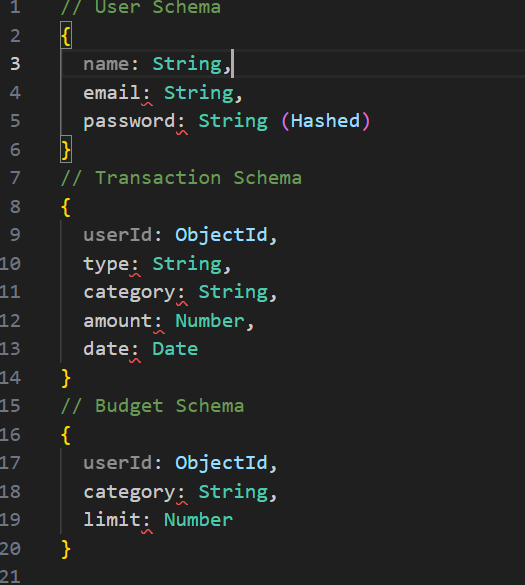 1 // User Schema
2 {
3   name: String,
4   email: String,
5   password: String (Hashed)
6 }
7 // Transaction Schema
8 {
9   userId: ObjectId,
10   type: String,
11   category: String,
12   amount: Number,
13   date: Date
14 }
15 // Budget Schema
16 {
17   userId: ObjectId,
18   category: String,
19   limit: Number
20 }
21